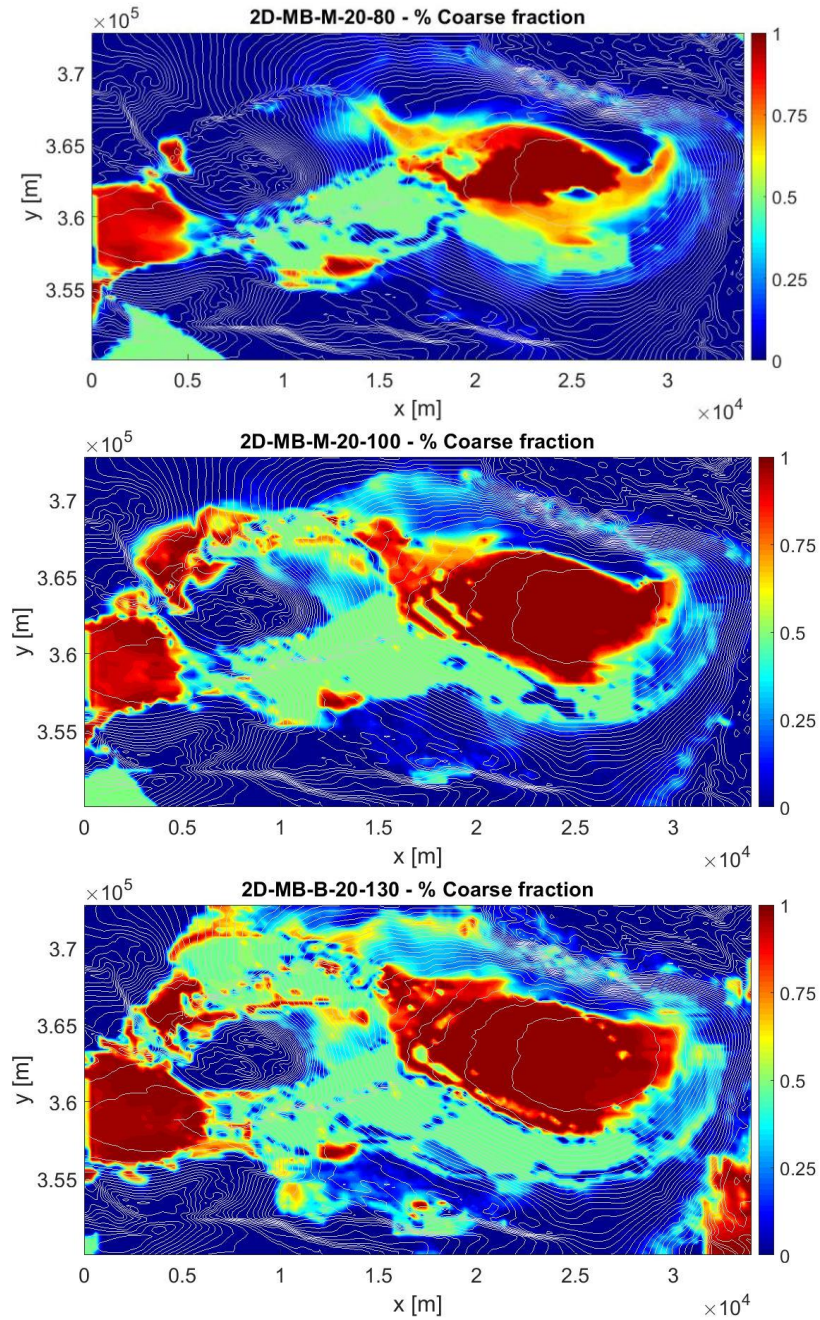 2D-MB-M-20-80 - % Coarse fraction
×10⁵
3.7
3.65
3.6
3.55
y [m]
0 0.5 1 1.5 2 2.5 3
x [m]
×10⁴
1
0.75
0.5
0.25
0
2D-MB-M-20-100 - % Coarse fraction
×10⁵
3.7
3.65
3.6
3.55
y [m]
0 0.5 1 1.5 2 2.5 3
x [m]
×10⁴
1
0.75
0.5
0.25
0
2D-MB-B-20-130 - % Coarse fraction
×10⁵
3.7
3.65
3.6
3.55
y [m]
0 0.5 1 1.5 2 2.5 3
x [m]
×10⁴
1
0.75
0.5
0.25
0